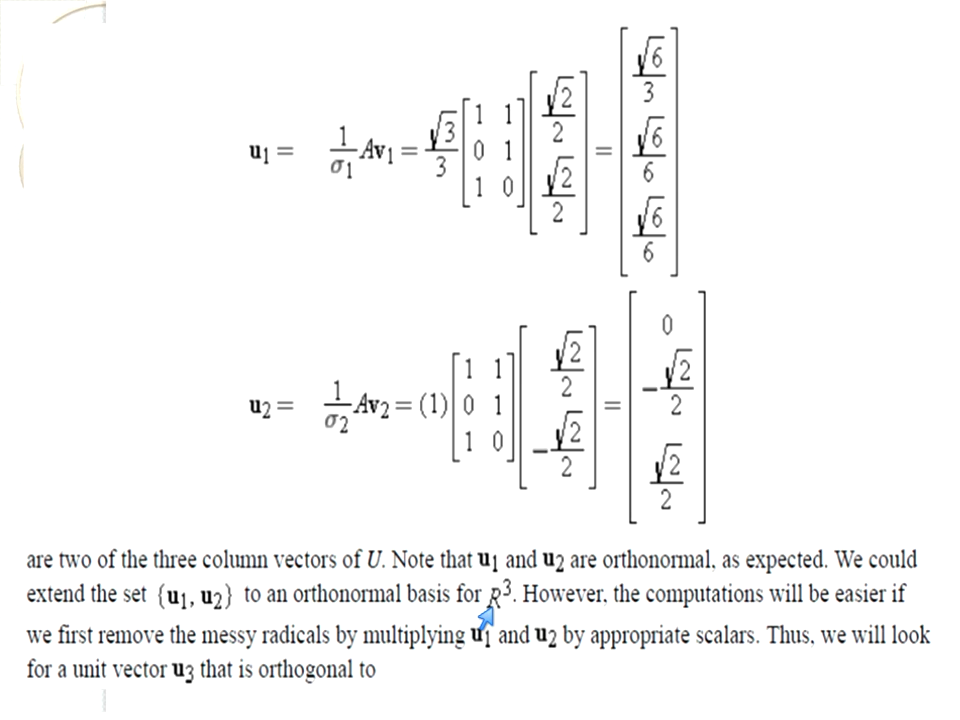 u₁ = 1/σ₁ Av₁ = √3/3 [1 1; 0 1; 1 0] [√2/2; √2/2] = [√6/3; √6/6; √6/6]
u₂ = 1/σ₂ Av₂ = (1) [1 1; 0 1; 1 0] [√2/2; −√2/2] = [0; −√2/2; √2/2]
are two of the three column vectors of U. Note that u₁ and u₂ are orthonormal, as expected. We could
extend the set {u₁, u₂} to an orthonormal basis for R³. However, the computations will be easier if
we first remove the messy radicals by multiplying u₁ and u₂ by appropriate scalars. Thus, we will look
for a unit vector u₃ that is orthogonal to